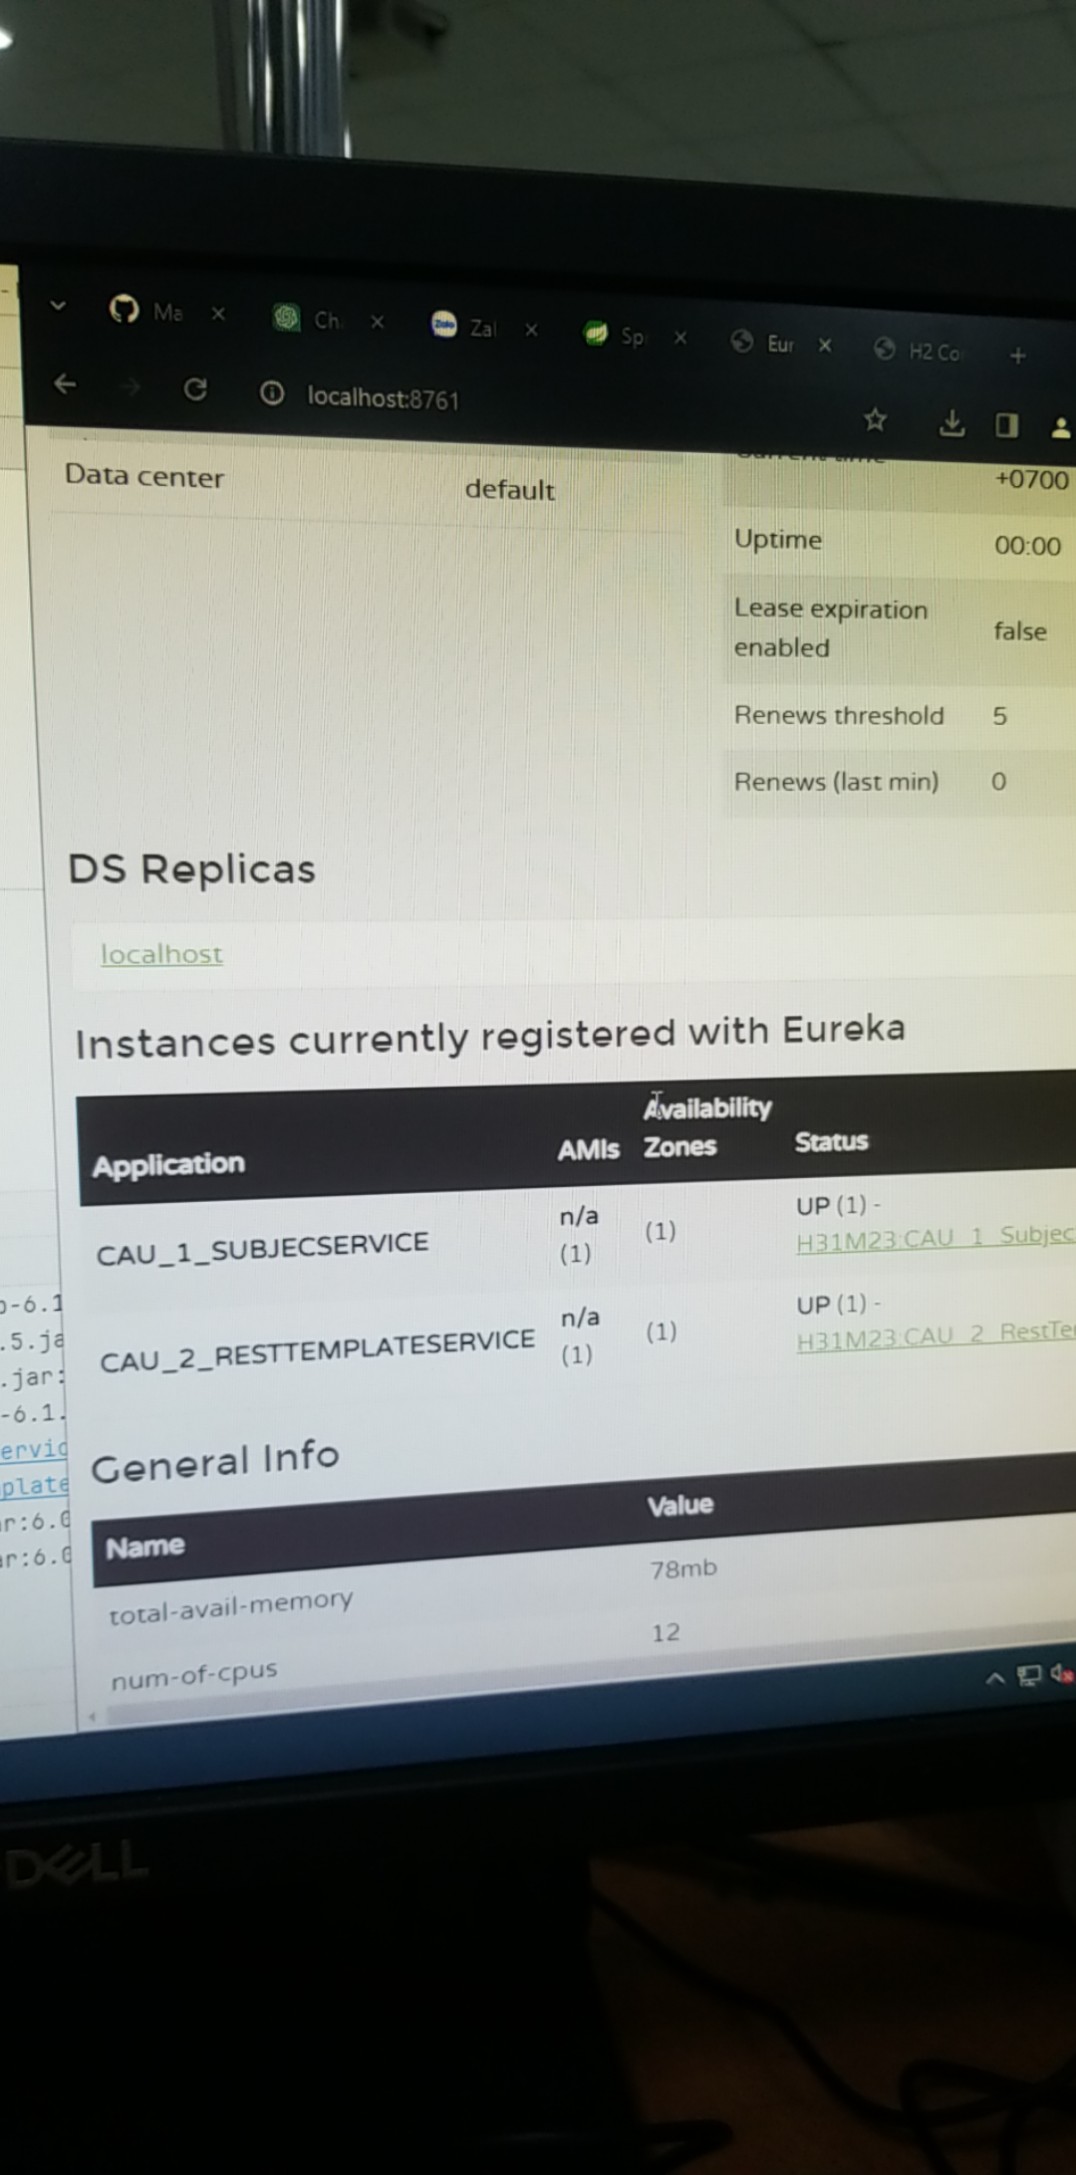 Ma
Ch
Zalo
Zal
Sp
Eur
H2 Co
localhost:8761
Data center
default
+0700
Uptime
00:00
Lease expiration
enabled
false
Renews threshold
5
Renews (last min)
0
DS Replicas
localhost
Instances currently registered with Eureka
Application
AMIs
Availability
Zones
Status
CAU_1_SUBJECSERVICE
n/a
(1)
(1)
UP (1) -
H31M23:CAU_1_Subjec
CAU_2_RESTTEMPLATESERVICE
n/a
(1)
(1)
UP (1) -
H31M23:CAU_2_RestTe
General Info
Name
Value
total-avail-memory
78mb
num-of-cpus
12
-6.1
.5.ja
.jar:
-6.1.
ervic
plate
r:6.0
ar:6.0
DELL